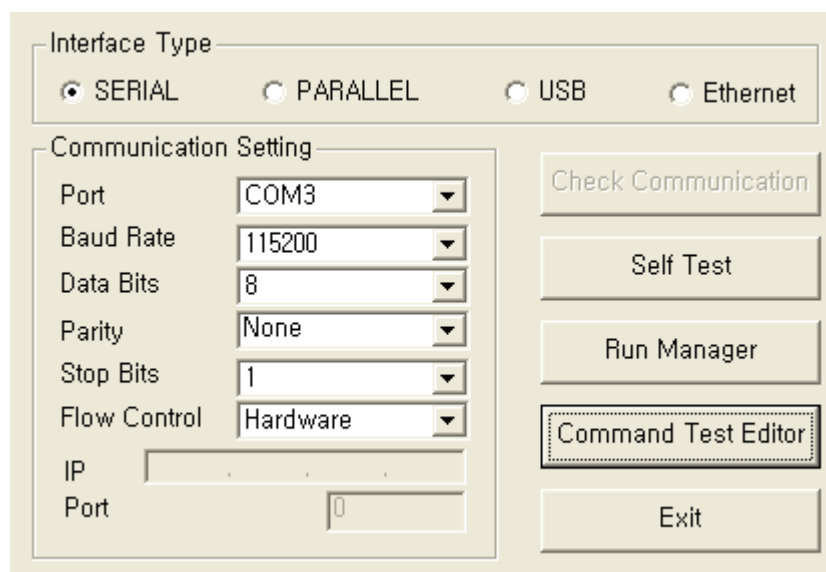 Interface Type
SERIAL PARALLEL USB Ethernet
Communication Setting
Port COM3
Baud Rate 115200
Data Bits 8
Parity None
Stop Bits 1
Flow Control Hardware
IP . . .
Port 0
Check Communication
Self Test
Run Manager
Command Test Editor
Exit